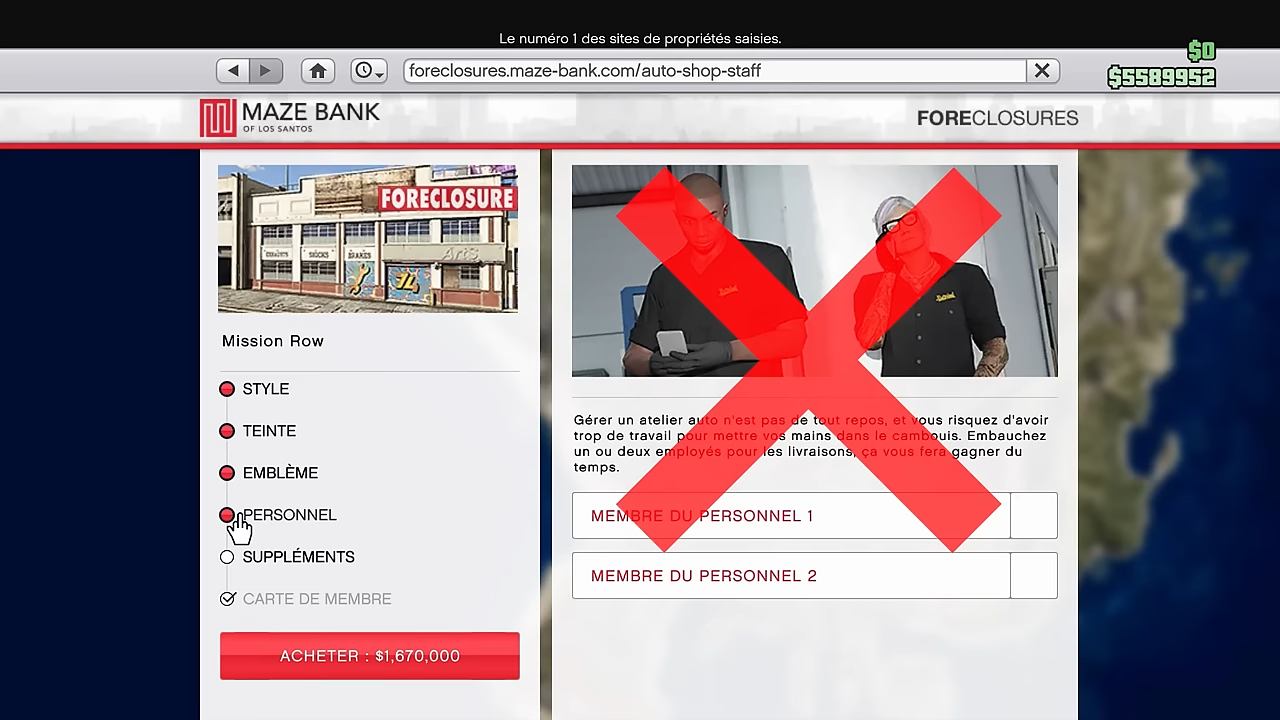 Le numéro 1 des sites de propriétés saisies.
$0
$5589952
foreclosures.maze-bank.com/auto-shop-staff
MAZE BANK
OF LOS SANTOS
FORECLOSURES
FORECLOSURE
EXHAUSTS
SHOCKS
BRAKES
Mission Row
STYLE
TEINTE
EMBLÈME
PERSONNEL
SUPPLÉMENTS
CARTE DE MEMBRE
ACHETER : $1,670,000
Gérer un atelier auto n'est pas de tout repos, et vous risquez d'avoir
trop de travail pour mettre vos mains dans le cambouis. Embauchez
un ou deux employés pour les livraisons, ça vous fera gagner du
temps.
MEMBRE DU PERSONNEL 1
MEMBRE DU PERSONNEL 2